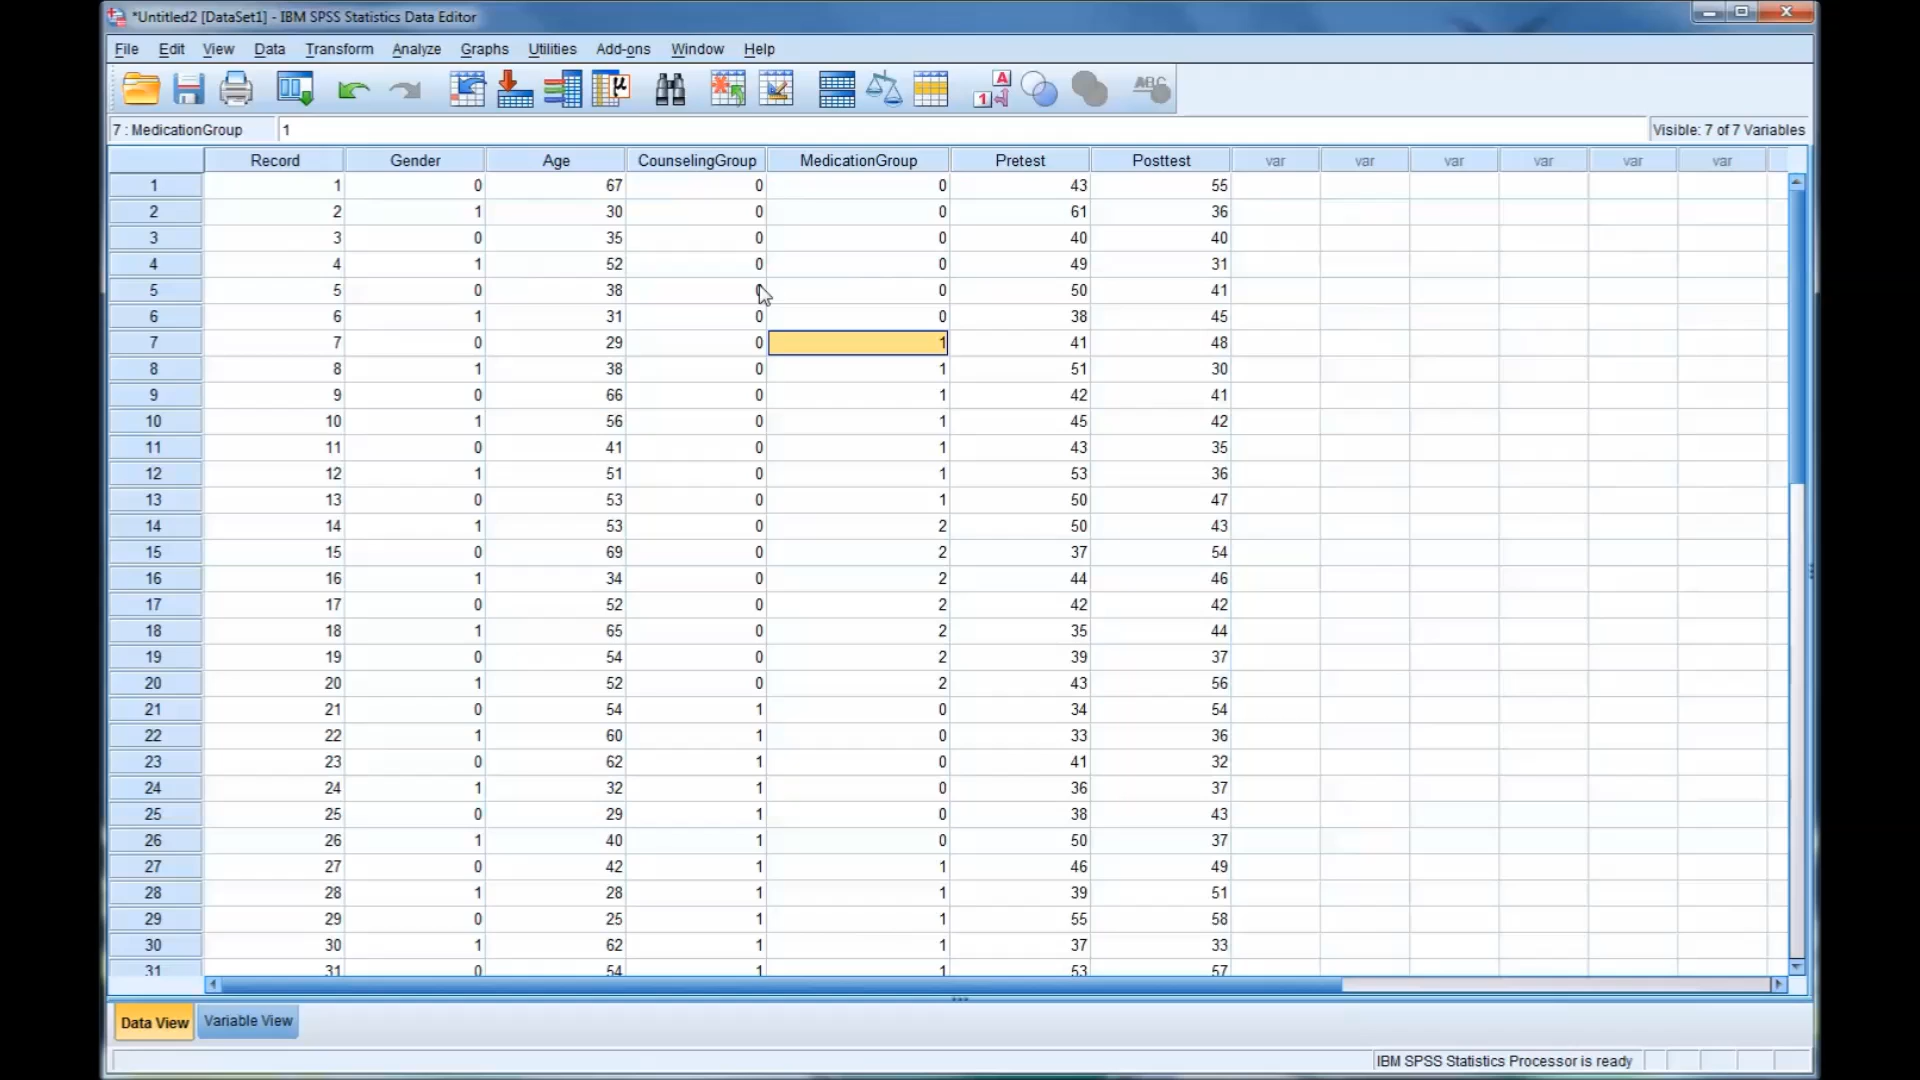 *Untitled2 [DataSet1] - IBM SPSS Statistics Data Editor
File Edit View Data Transform Analyze Graphs Utilities Add-ons Window Help
7 : MedicationGroup 1 Visible: 7 of 7 Variables
Record Gender Age CounselingGroup MedicationGroup Pretest Posttest var var var var var var
1 1 0 67 0 0 43 55
2 2 1 30 0 0 61 36
3 3 0 35 0 0 40 40
4 4 1 52 0 0 49 31
5 5 0 38 0 0 50 41
6 6 1 31 0 0 38 45
7 7 0 29 0 1 41 48
8 8 1 38 0 1 51 30
9 9 0 66 0 1 42 41
10 10 1 56 0 1 45 42
11 11 0 41 0 1 43 35
12 12 1 51 0 1 53 36
13 13 0 53 0 1 50 47
14 14 1 53 0 2 50 43
15 15 0 69 0 2 37 54
16 16 1 34 0 2 44 46
17 17 0 52 0 2 42 42
18 18 1 65 0 2 35 44
19 19 0 54 0 2 39 37
20 20 1 52 0 2 43 56
21 21 0 54 1 0 34 54
22 22 1 60 1 0 33 36
23 23 0 62 1 0 41 32
24 24 1 32 1 0 36 37
25 25 0 29 1 0 38 43
26 26 1 40 1 0 50 37
27 27 0 42 1 1 46 49
28 28 1 28 1 1 39 51
29 29 0 25 1 1 55 58
30 30 1 62 1 1 37 33
31 31 0 54 1 1 53 57
Data View Variable View
IBM SPSS Statistics Processor is ready